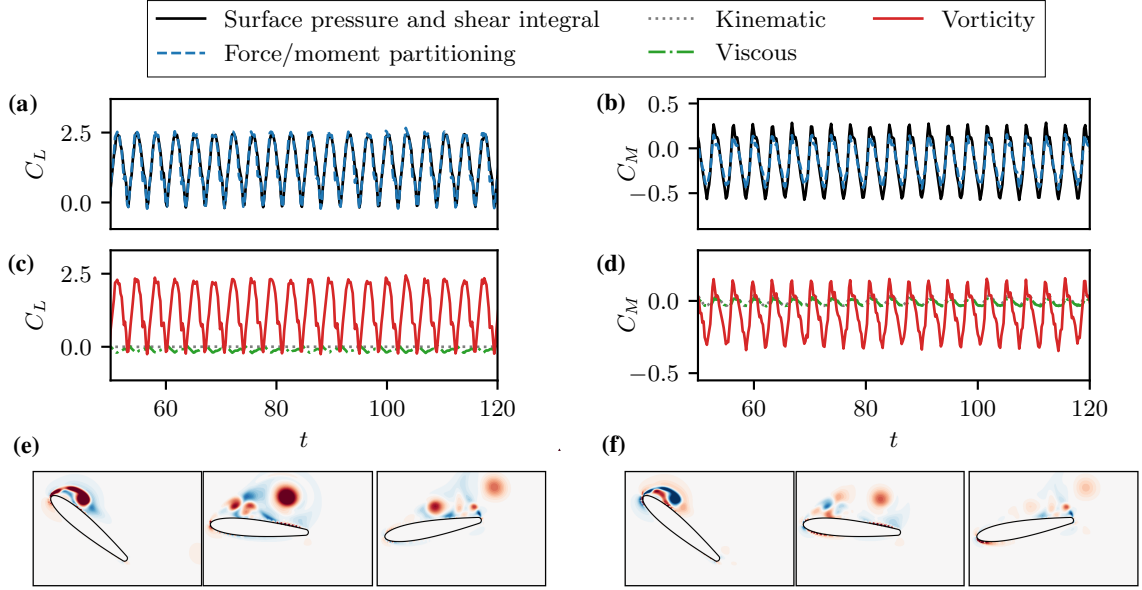 Surface pressure and shear integral
Kinematic
Vorticity
Force/moment partitioning
Viscous
(a)
C_L
2.5
0.0
(b)
C_M
0.5
0.0
−0.5
(c)
C_L
2.5
0.0
60
80
100
120
t
(d)
C_M
0.0
−0.5
60
80
100
120
t
(e)
(f)